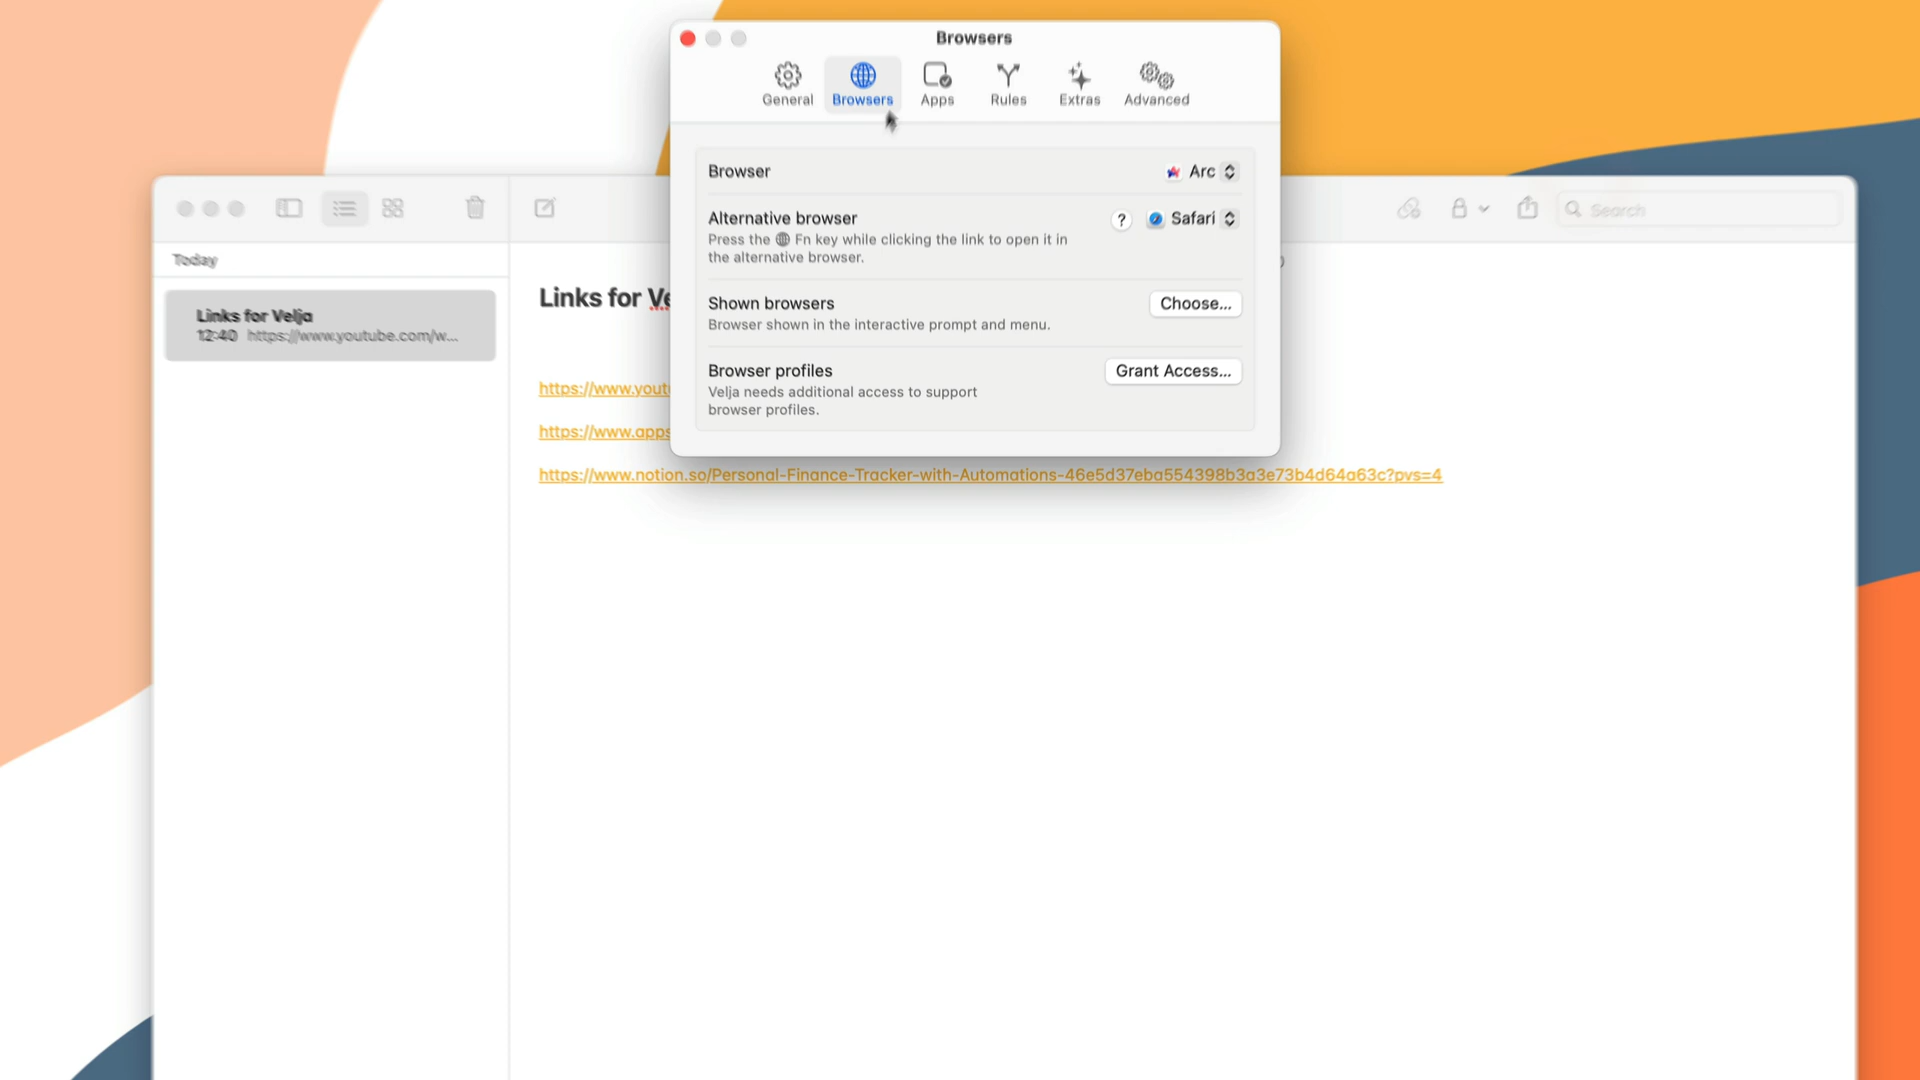 Browsers
General
Browsers
Apps
Rules
Extras
Advanced
Browser
Arc
Alternative browser
?
Safari
Press the Fn key while clicking the link to open it in
the alternative browser.
Shown browsers
Choose...
Browser shown in the interactive prompt and menu.
Browser profiles
Grant Access...
Velja needs additional access to support
browser profiles.
Search
Today
Links for Velja
12:40 https://www.youtube.com/w...
Links for Ve
https://www.yout
https://www.apps
https://www.notion.so/Personal-Finance-Tracker-with-Automations-46e5d37eba554398b3a3e73b4d64a63c?pvs=4